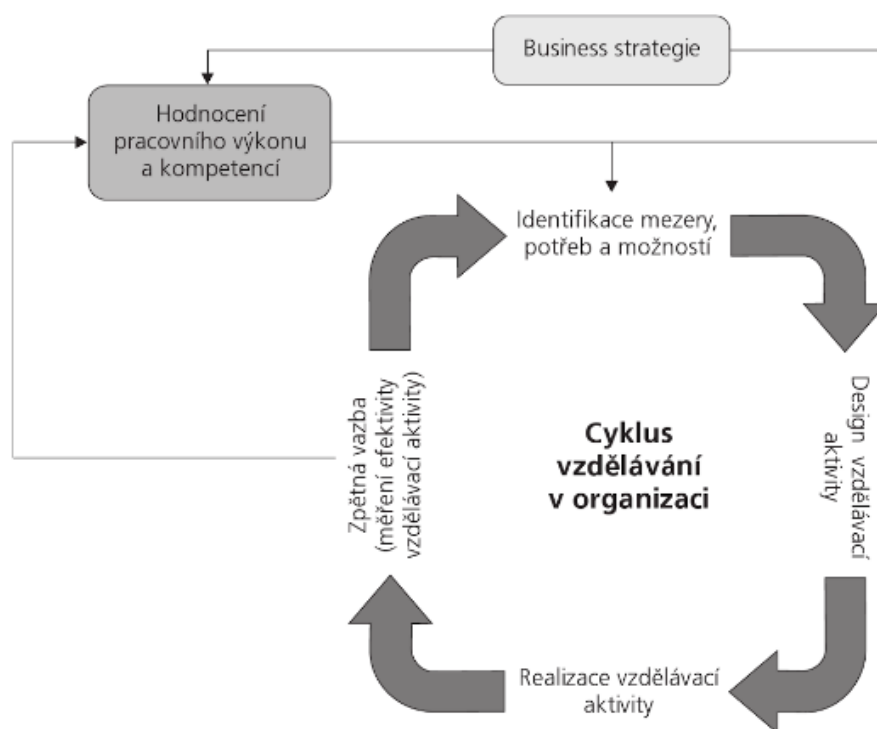 Business strategie
Hodnocení
pracovního výkonu
a kompetencí
Identifikace mezery,
potřeb a možností
Design vzdělávací
aktivity
Cyklus
vzdělávání
v organizaci
Zpětná vazba
(měření efektivity
vzdělávací aktivity)
Realizace vzdělávací
aktivity